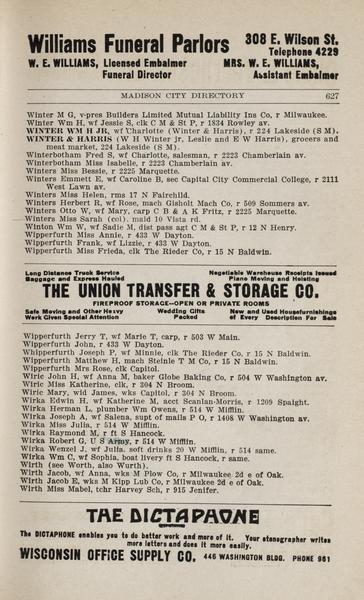 Williams Funeral Parlors
308 E. Wilson St.
Telephone 4229
W. E. WILLIAMS, Licensed Embalmer
Funeral Director
MRS. W. E. WILLIAMS,
Assistant Embalmer
MADISON CITY DIRECTORY 627
Winter M G, v-pres Builders Limited Mutual Liability Ins Co, r Milwaukee.
Winter Wm H, wf Jessie S, clk C M & St P, r 1834 Rowley av.
WINTER WM H JR, wf Charlotte (Winter & Harris), r 224 Lakeside (S M).
WINTER & HARRIS (W H Winter jr, Leslie and E W Harris), grocers and
meat market, 224 Lakeside (S M).
Winterbotham Fred S, wf Charlotte, salesman, r 2223 Chamberlain av.
Winterbotham Miss Isabelle, r 2223 Chamberlain av.
Winters Miss Bessie, r 2225 Marquette.
Winters Emmett E, wf Caroline B, sec Capital City Commercial College, r 2111
West Lawn av.
Winters Miss Helen, rms 17 N Fairchild.
Winters Herbert R, wf Rose, mach Gisholt Mach Co, r 509 Sommers av.
Winters Otto W, wf Mary, carp C B & A K Fritz, r 2225 Marquette.
Winters Miss Sarah (col), maid 10 Vista rd.
Winton Wm W, wf Sadie M, dist pass agt C M & St P, r 12 N Henry.
Wipperfurth Miss Annie, r 433 W Dayton.
Wipperfurth Frank, wf Lizzie, r 433 W Dayton.
Wipperfurth Miss Frieda, clk The Rieder Co, r 15 N Baldwin.
Long Distance Truck Service
Baggage and Express Hauled
Negotiable Warehouse Receipts Issued
Piano Moving and Hoisting
THE UNION TRANSFER & STORAGE CO.
FIREPROOF STORAGE--OPEN OR PRIVATE ROOMS
Safe Moving and Other Heavy
Work Given Special Attention
Wedding Gifts
Packed
New and Used Housefurnishings
of Every Description For Sale
Wipperfurth Jerry T, wf Marie T, carp, r 503 W Main.
Wipperfurth John, r 433 W Dayton.
Whipperfurth Joseph P, wf Minnie, clk The Rieder Co, r 15 N Baldwin.
Wipperfurth Matthew H, mach Steinle T M Co, r 15 N Baldwin.
Wipperfurth Mrs Rose, clk Capitol.
Wiric John H, wf Anna M, baker Globe Baking Co, r 504 W Washington av.
Wiric Miss Katherine, r 304 N Broom.
Wiric Mary, wid James, wks Capitol, r 304 N Broom.
Wirka Edwin H, wf Katherine M, acct Scanlan-Morris, r 1209 Spaight.
Wirka Herman L, plumber Wm Owens, r 514 W Mifflin.
Wirka Joseph A, wf Salena, supt of mails P O, r 1408 W Washington av.
Wirka Miss Julia, r 514 W Mifflin.
Wirka Raymond M, r ft S Hancock.
Wirka Robert G, U S Army, r 514 W Mifflin.
Wirka Wenzel J, wf Julia, soft drinks 20 W Mifflin, r 514 same.
Wirka Wm C, wf Sophia, boat livery ft S Hancock, r same.
Wirth (see Worth, also Wurth).
Wirth Jacob, wf Anna, wks M Plow Co, r Milwaukee 2d e of Oak.
Wirth Jacob E, wks M Kipp Lub Co, r Milwaukee 2d e of Oak.
Wirth Miss Mabel, tchr Harvey Sch, r 915 Jenifer.
THE DICTAPHONE
The DICTAPHONE enables you to do better work and more of it. Your stenographer writes
more letters and does it more easily.
WISCONSIN OFFICE SUPPLY CO. 446 WASHINGTON BLDG. PHONE 961